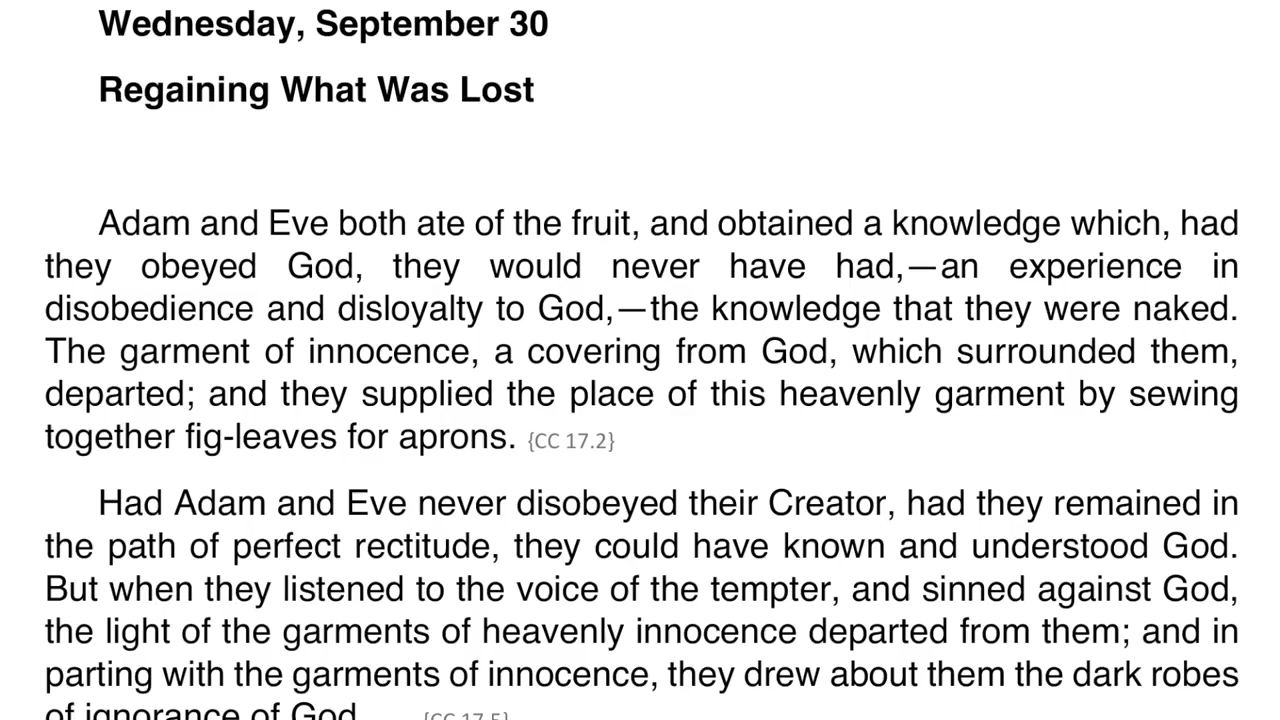 Wednesday, September 30
Regaining What Was Lost
Adam and Eve both ate of the fruit, and obtained a knowledge which, had
they obeyed God, they would never have had,—an experience in
disobedience and disloyalty to God,—the knowledge that they were naked.
The garment of innocence, a covering from God, which surrounded them,
departed; and they supplied the place of this heavenly garment by sewing
together fig-leaves for aprons. {CC 17.2}
Had Adam and Eve never disobeyed their Creator, had they remained in
the path of perfect rectitude, they could have known and understood God.
But when they listened to the voice of the tempter, and sinned against God,
the light of the garments of heavenly innocence departed from them; and in
parting with the garments of innocence, they drew about them the dark robes
of ignorance of God. {CC 17.5}